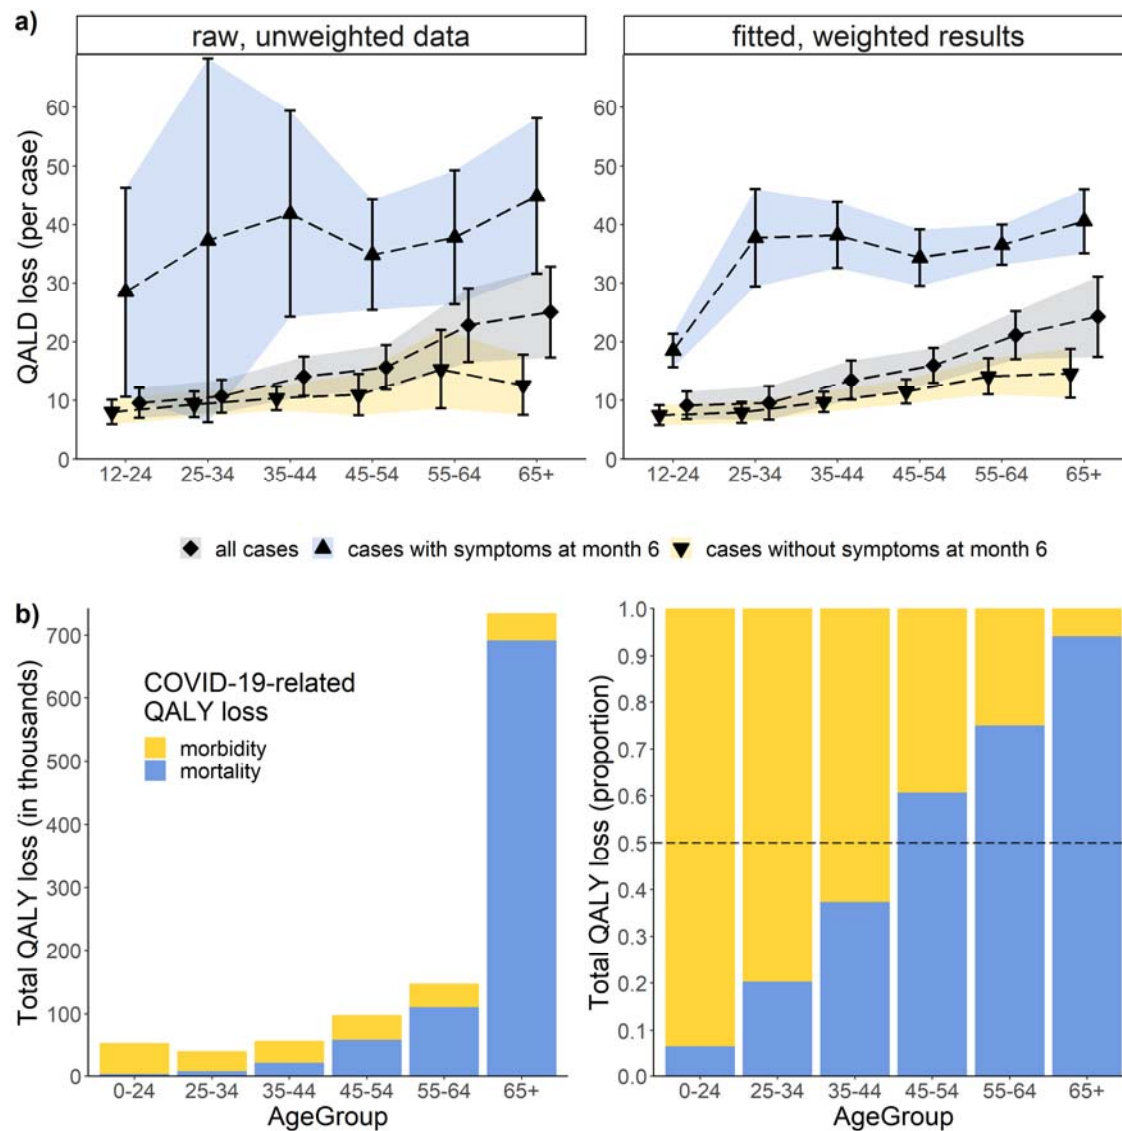 a)
raw, unweighted data
fitted, weighted results
QALD loss (per case)
60
50
40
30
20
10
0
60
50
40
30
20
10
0
12-24 25-34 35-44 45-54 55-64 65+
12-24 25-34 35-44 45-54 55-64 65+
all cases cases with symptoms at month 6 cases without symptoms at month 6
b)
Total QALY loss (in thousands)
700
600
500
400
300
200
100
0
COVID-19-related
QALY loss
morbidity
mortality
0-24 25-34 35-44 45-54 55-64 65+
AgeGroup
Total QALY loss (proportion)
1.0
0.9
0.8
0.7
0.6
0.5
0.4
0.3
0.2
0.1
0.0
0-24 25-34 35-44 45-54 55-64 65+
AgeGroup